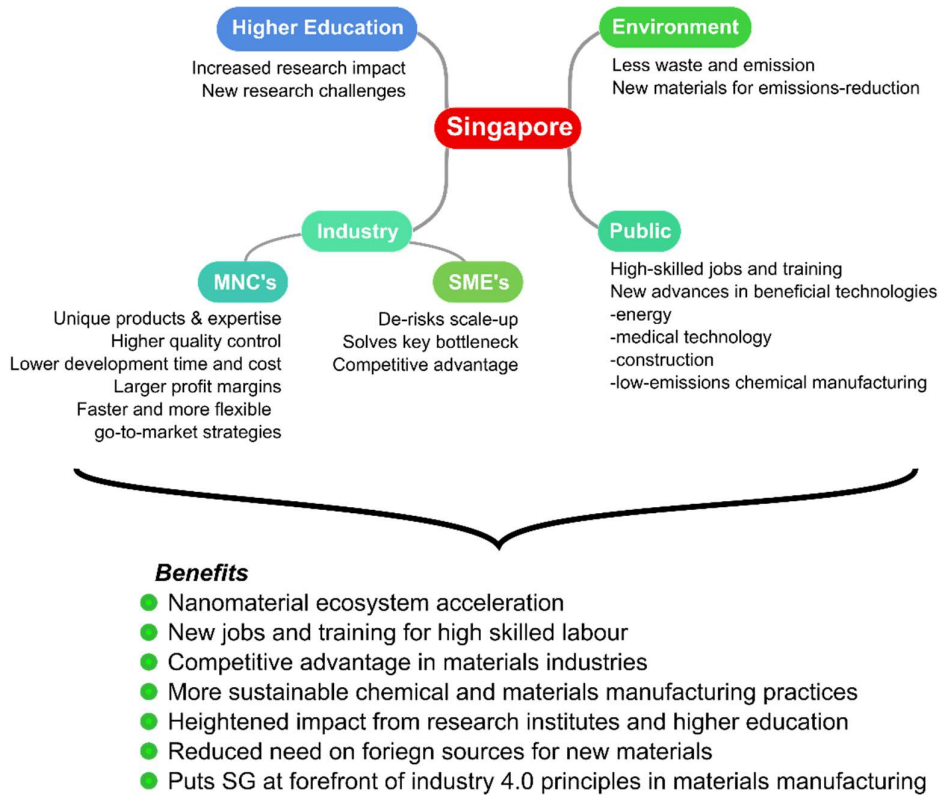 Higher Education
Increased research impact
New research challenges
Environment
Less waste and emission
New materials for emissions-reduction
Singapore
Industry
MNC's
Unique products & expertise
Higher quality control
Lower development time and cost
Larger profit margins
Faster and more flexible
go-to-market strategies
SME's
De-risks scale-up
Solves key bottleneck
Competitive advantage
Public
High-skilled jobs and training
New advances in beneficial technologies
-energy
-medical technology
-construction
-low-emissions chemical manufacturing
Benefits
Nanomaterial ecosystem acceleration
New jobs and training for high skilled labour
Competitive advantage in materials industries
More sustainable chemical and materials manufacturing practices
Heightened impact from research institutes and higher education
Reduced need on foriegn sources for new materials
Puts SG at forefront of industry 4.0 principles in materials manufacturing